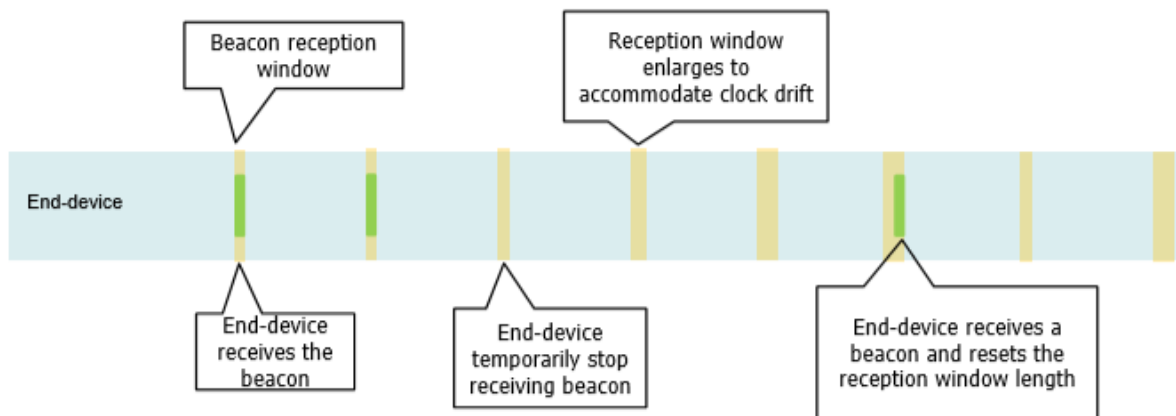 Beacon reception
window
Reception window
enlarges to
accommodate clock drift
End-device
End-device
receives the
beacon
End-device
temporarily stop
receiving beacon
End-device receives a
beacon and resets the
reception window length